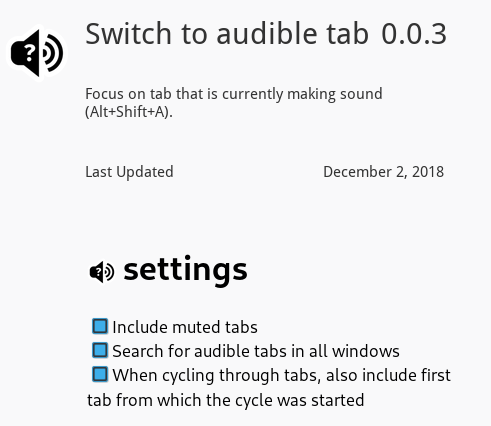 Switch to audible tab 0.0.3
Focus on tab that is currently making sound
(Alt+Shift+A).
Last Updated December 2, 2018
settings
Include muted tabs
Search for audible tabs in all windows
When cycling through tabs, also include first
tab from which the cycle was started